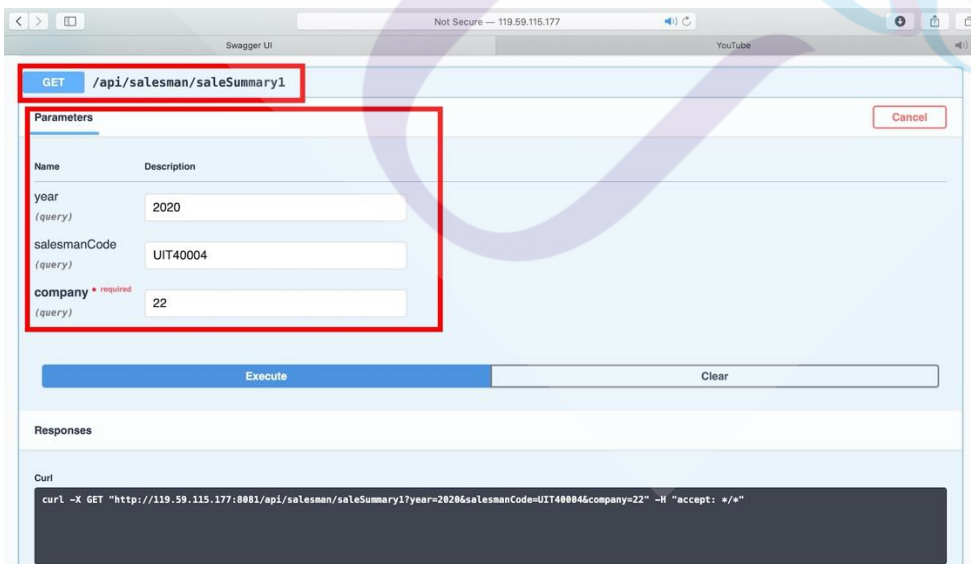 Not Secure — 119.59.115.177
Swagger UI
YouTube
GET /api/salesman/saleSummary1
Parameters
Cancel
Name Description
year
(query)
2020
salesmanCode
(query)
UIT40004
company * required
(query)
22
Execute
Clear
Responses
Curl
curl -X GET "http://119.59.115.177:8081/api/salesman/saleSummary1?year=2020&salesmanCode=UIT40004&company=22" -H "accept: */*"